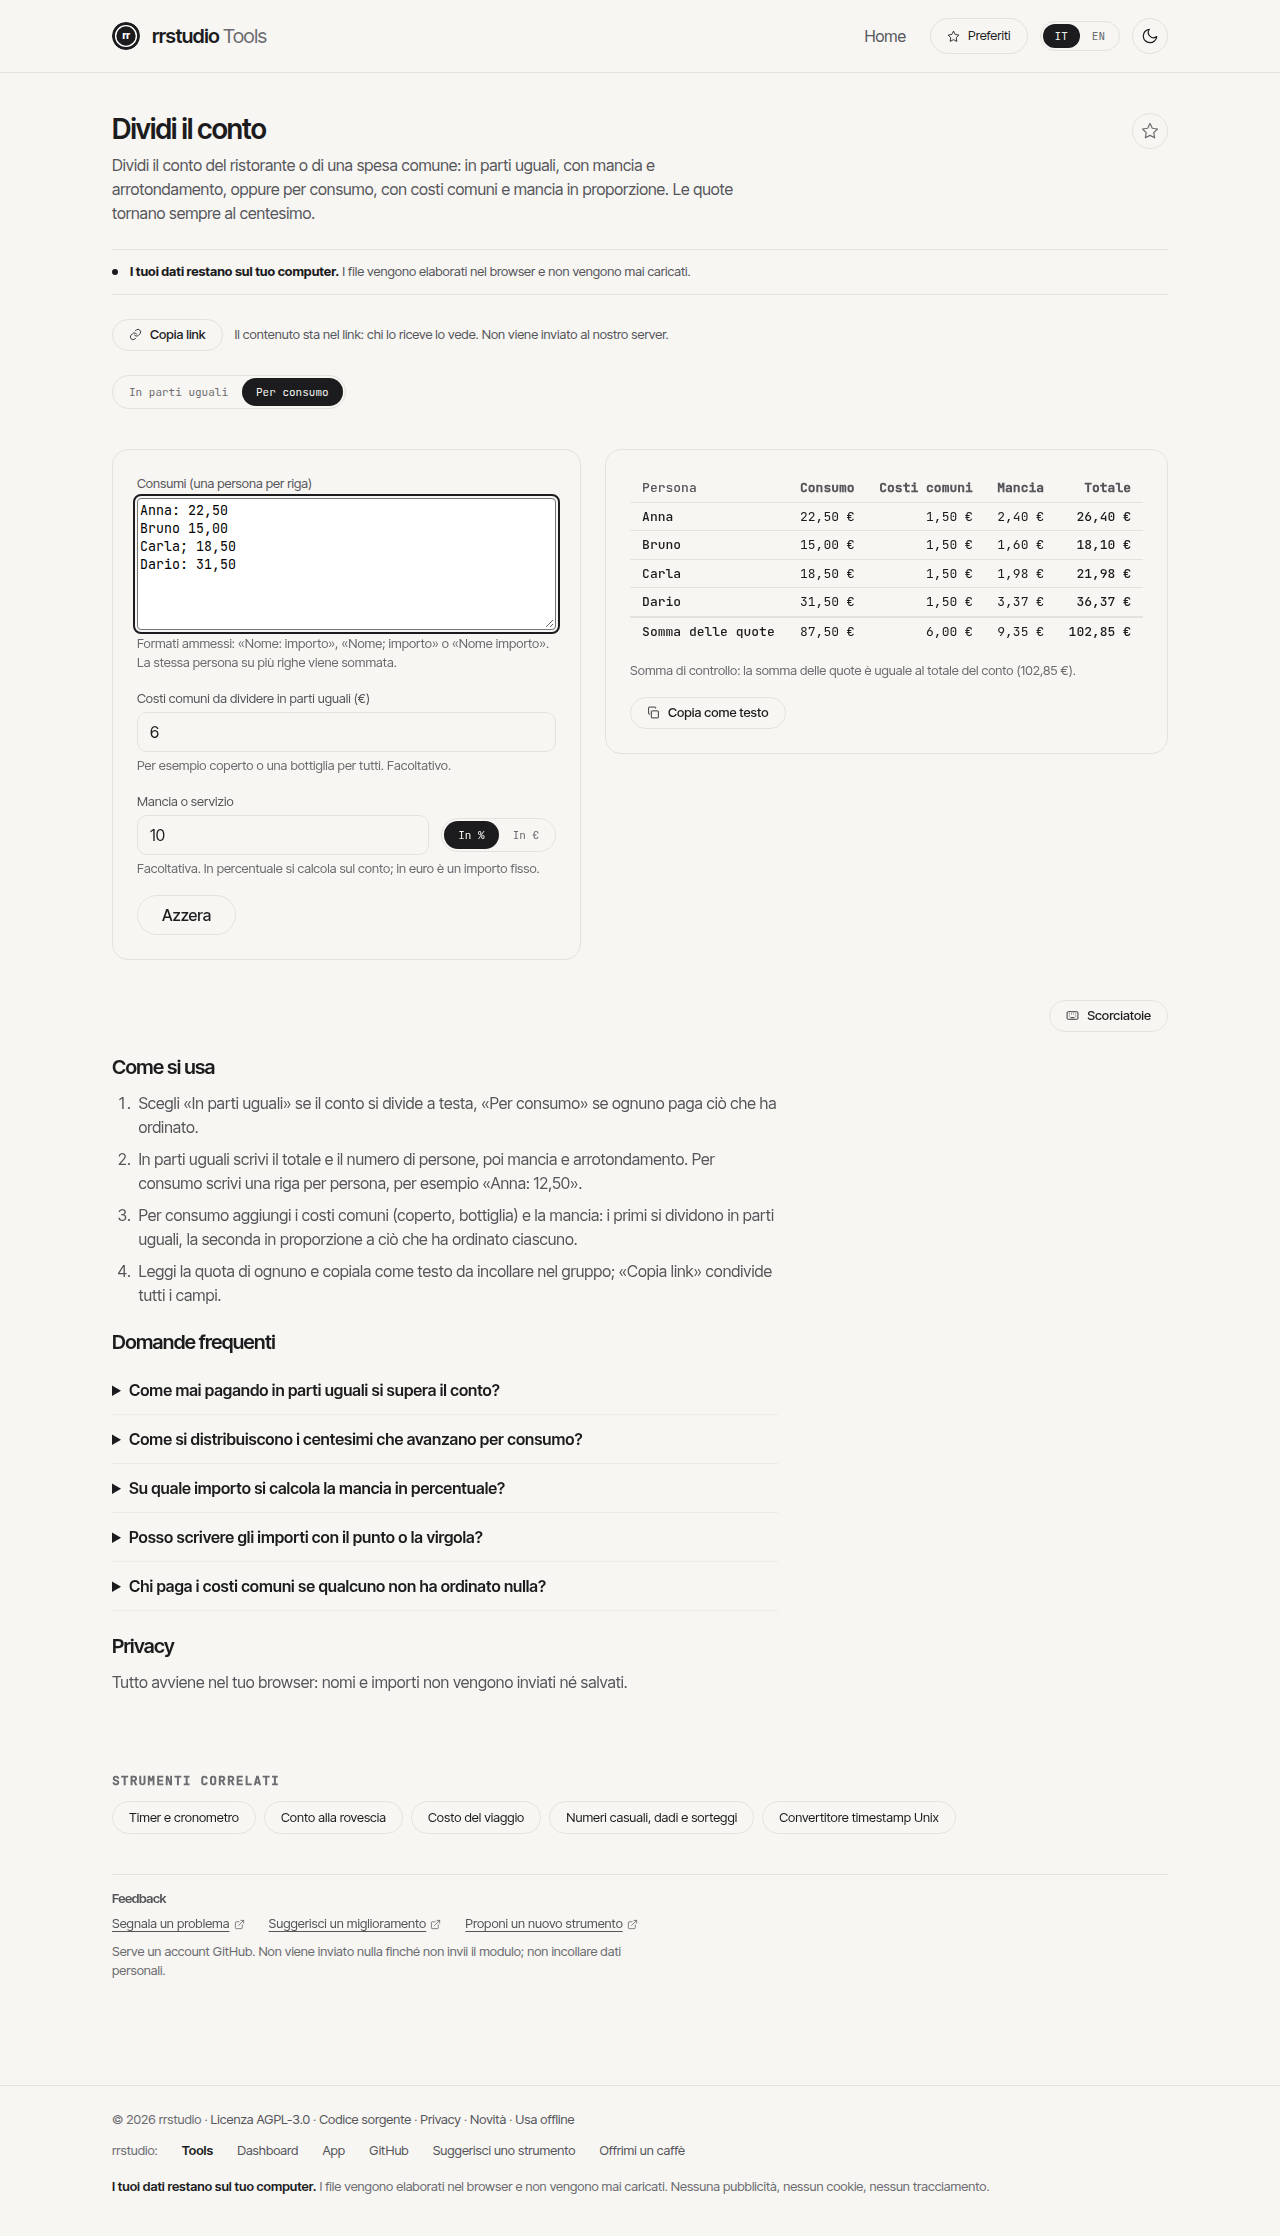 rr rrstudio Tools
Home
Preferiti
IT EN
Dividi il conto
Dividi il conto del ristorante o di una spesa comune: in parti uguali, con mancia e
arrotondamento, oppure per consumo, con costi comuni e mancia in proporzione. Le quote
tornano sempre al centesimo.
I tuoi dati restano sul tuo computer. I file vengono elaborati nel browser e non vengono mai caricati.
Copia link
Il contenuto sta nel link: chi lo riceve lo vede. Non viene inviato al nostro server.
In parti uguali Per consumo
Consumi (una persona per riga)
Anna: 22,50
Bruno 15,00
Carla; 18,50
Dario: 31,50
Formati ammessi: «Nome: importo», «Nome; importo» o «Nome importo».
La stessa persona su più righe viene sommata.
Costi comuni da dividere in parti uguali (€)
6
Per esempio coperto o una bottiglia per tutti. Facoltativo.
Mancia o servizio
10
In % In €
Facoltativa. In percentuale si calcola sul conto; in euro è un importo fisso.
Azzera
Persona Consumo Costi comuni Mancia Totale
Anna 22,50 € 1,50 € 2,40 € 26,40 €
Bruno 15,00 € 1,50 € 1,60 € 18,10 €
Carla 18,50 € 1,50 € 1,98 € 21,98 €
Dario 31,50 € 1,50 € 3,37 € 36,37 €
Somma delle quote 87,50 € 6,00 € 9,35 € 102,85 €
Somma di controllo: la somma delle quote è uguale al totale del conto (102,85 €).
Copia come testo
Scorciatoie
Come si usa
1. Scegli «In parti uguali» se il conto si divide a testa, «Per consumo» se ognuno paga ciò che ha
ordinato.
2. In parti uguali scrivi il totale e il numero di persone, poi mancia e arrotondamento. Per
consumo scrivi una riga per persona, per esempio «Anna: 12,50».
3. Per consumo aggiungi i costi comuni (coperto, bottiglia) e la mancia: i primi si dividono in parti
uguali, la seconda in proporzione a ciò che ha ordinato ciascuno.
4. Leggi la quota di ognuno e copiala come testo da incollare nel gruppo; «Copia link» condivide
tutti i campi.
Domande frequenti
Come mai pagando in parti uguali si supera il conto?
Come si distribuiscono i centesimi che avanzano per consumo?
Su quale importo si calcola la mancia in percentuale?
Posso scrivere gli importi con il punto o la virgola?
Chi paga i costi comuni se qualcuno non ha ordinato nulla?
Privacy
Tutto avviene nel tuo browser: nomi e importi non vengono inviati né salvati.
STRUMENTI CORRELATI
Timer e cronometro
Conto alla rovescia
Costo del viaggio
Numeri casuali, dadi e sorteggi
Convertitore timestamp Unix
Feedback
Segnala un problema
Suggerisci un miglioramento
Proponi un nuovo strumento
Serve un account GitHub. Non viene inviato nulla finché non invii il modulo; non incollare dati
personali.
© 2026 rrstudio · Licenza AGPL-3.0 · Codice sorgente · Privacy · Novità · Usa offline
rrstudio: Tools Dashboard App GitHub Suggerisci uno strumento Offrimi un caffè
I tuoi dati restano sul tuo computer. I file vengono elaborati nel browser e non vengono mai caricati. Nessuna pubblicità, nessun cookie, nessun tracciamento.